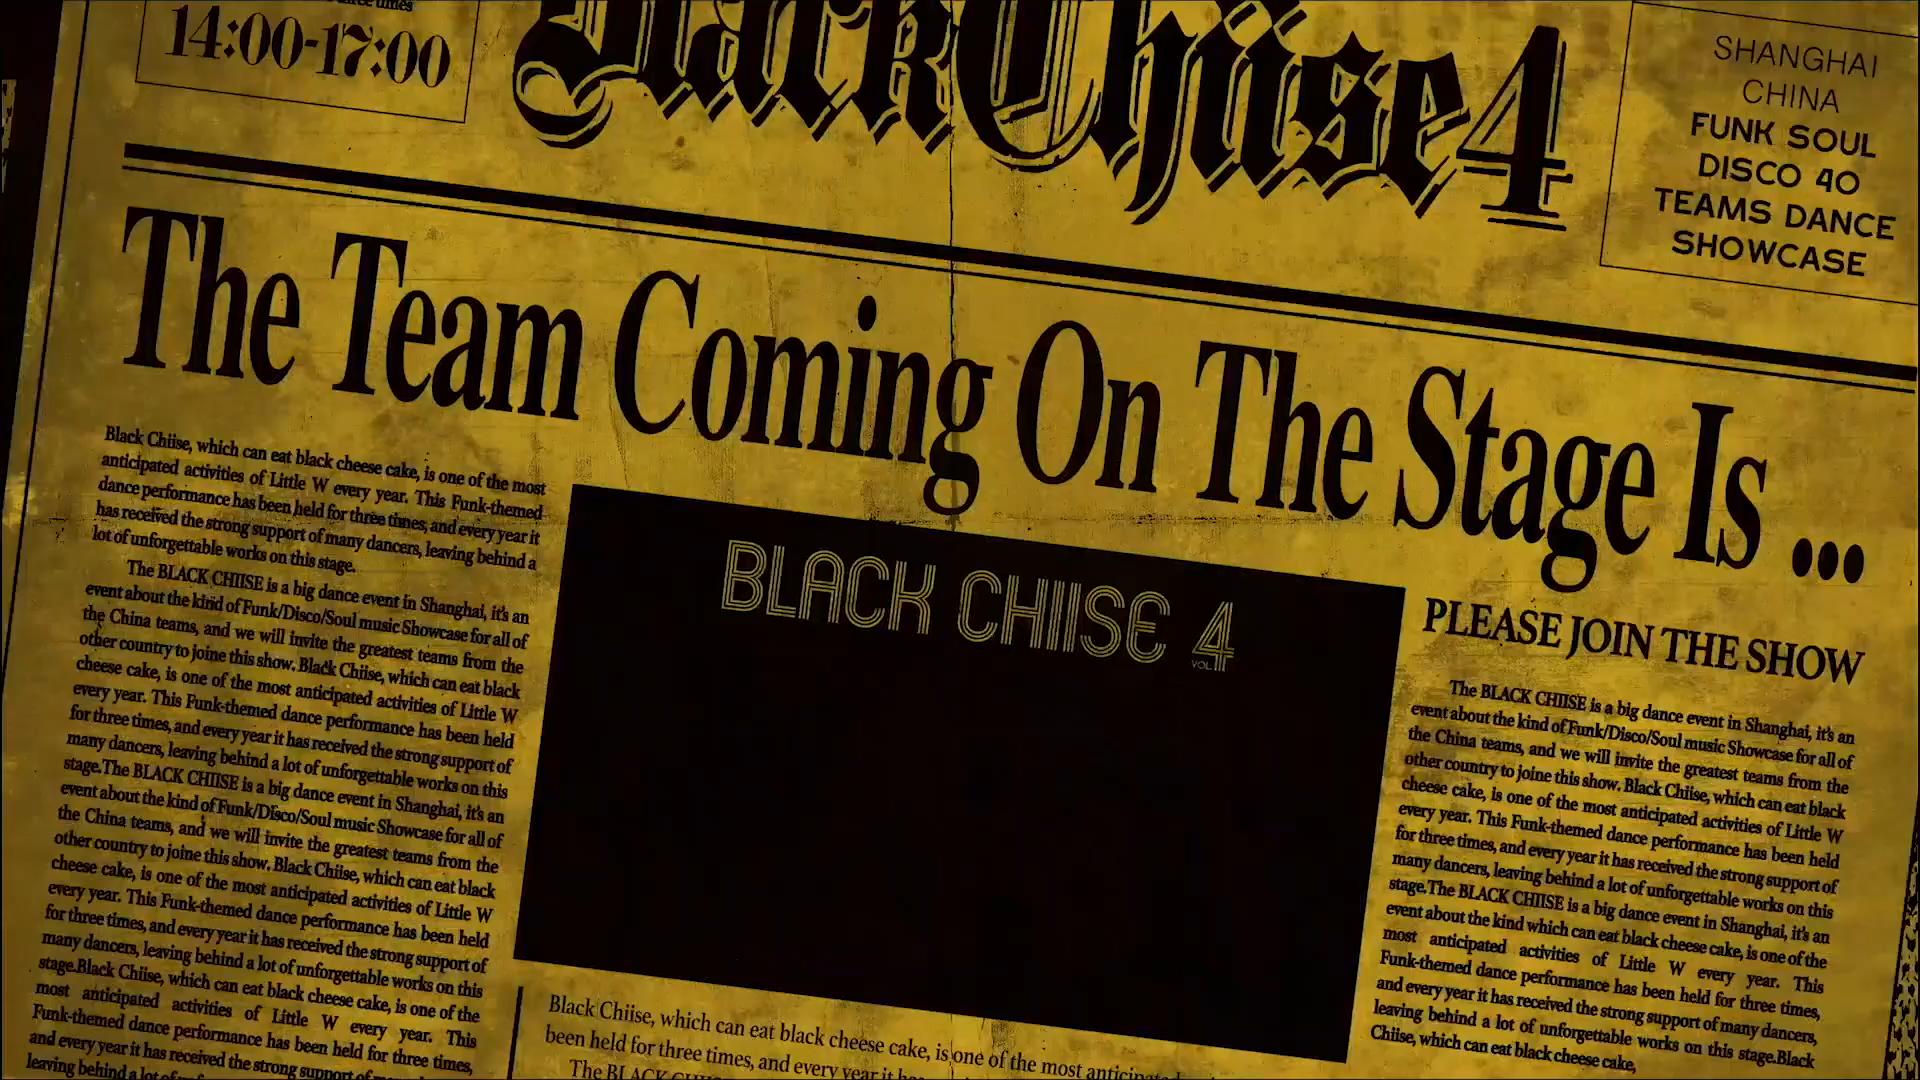 times
14:00-17:00
BlackChiise4
SHANGHAI
CHINA
FUNK SOUL
DISCO 40
TEAMS DANCE
SHOWCASE
The Team Coming On The Stage Is ...
Black Chiise, which can eat black cheese cake, is one of the most
anticipated activities of Little W every year. This Funk-themed
dance performance has been held for three times, and every year it
has received the strong support of many dancers, leaving behind a
lot of unforgettable works on this stage.
The BLACK CHIISE is a big dance event in Shanghai, it's an
event about the kind of Funk/Disco/Soul music Showcase for all of
the China teams, and we will invite the greatest teams from the
other country to joine this show. Black Chiise, which can eat black
cheese cake, is one of the most anticipated activities of Little W
every year. This Funk-themed dance performance has been held
for three times, and every year it has received the strong support of
many dancers, leaving behind a lot of unforgettable works on this
stage.The BLACK CHIISE is a big dance event in Shanghai, it's an
event about the kind of Funk/Disco/Soul music Showcase for all of
the China teams, and we will invite the greatest teams from the
other country to joine this show. Black Chiise, which can eat black
cheese cake, is one of the most anticipated activities of Little W
every year. This Funk-themed dance performance has been held
for three times, and every year it has received the strong support of
many dancers, leaving behind a lot of unforgettable works on this
stage.Black Chiise, which can eat black cheese cake, is one of the
most anticipated activities of Little W every year. This
Funk-themed dance performance has been held for three times,
and every year it has received the strong support of many dancers,
leaving behind a lot of unforgettable works
BLACK CHIISE 4
VOL.
Black Chiise, which can eat black cheese cake, is one of the most anticipated
been held for three times, and every year it has
The BLACK CHIISE
PLEASE JOIN THE SHOW
The BLACK CHIISE is a big dance event in Shanghai, it's an
event about the kind of Funk/Disco/Soul music Showcase for all of
the China teams, and we will invite the greatest teams from the
other country to joine this show. Black Chiise, which can eat black
cheese cake, is one of the most anticipated activities of Little W
every year. This Funk-themed dance performance has been held
for three times, and every year it has received the strong support of
many dancers, leaving behind a lot of unforgettable works on this
stage.The BLACK CHIISE is a big dance event in Shanghai, it's an
event about the kind which can eat black cheese cake, is one of the
most anticipated activities of Little W every year. This
Funk-themed dance performance has been held for three times,
and every year it has received the strong support of many dancers,
leaving behind a lot of unforgettable works on this stage.Black
Chiise, which can eat black cheese cake,